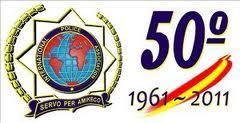 INTERNATIONAL POLICE ASSOCIATION
SERVO PER AMIKECO
50º
1961~2011